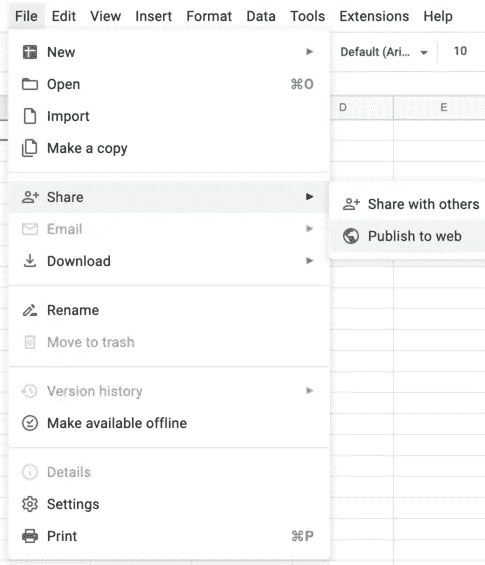 File Edit View Insert Format Data Tools Extensions Help
New
Default (Ari... 10
Open ⌘O
D E
Import
Make a copy
Share
Share with others
Email
Publish to web
Download
Rename
Move to trash
Version history
Make available offline
Details
Settings
Print ⌘P